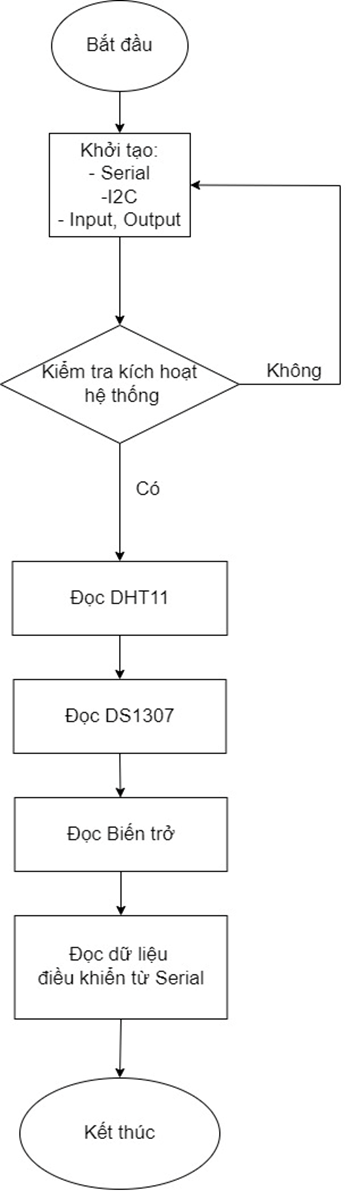 Bắt đầu
Khởi tạo:
- Serial
-I2C
- Input, Output
Kiểm tra kích hoạt
hệ thống
Không
Có
Đọc DHT11
Đọc DS1307
Đọc Biến trở
Đọc dữ liệu
điều khiển từ Serial
Kết thúc